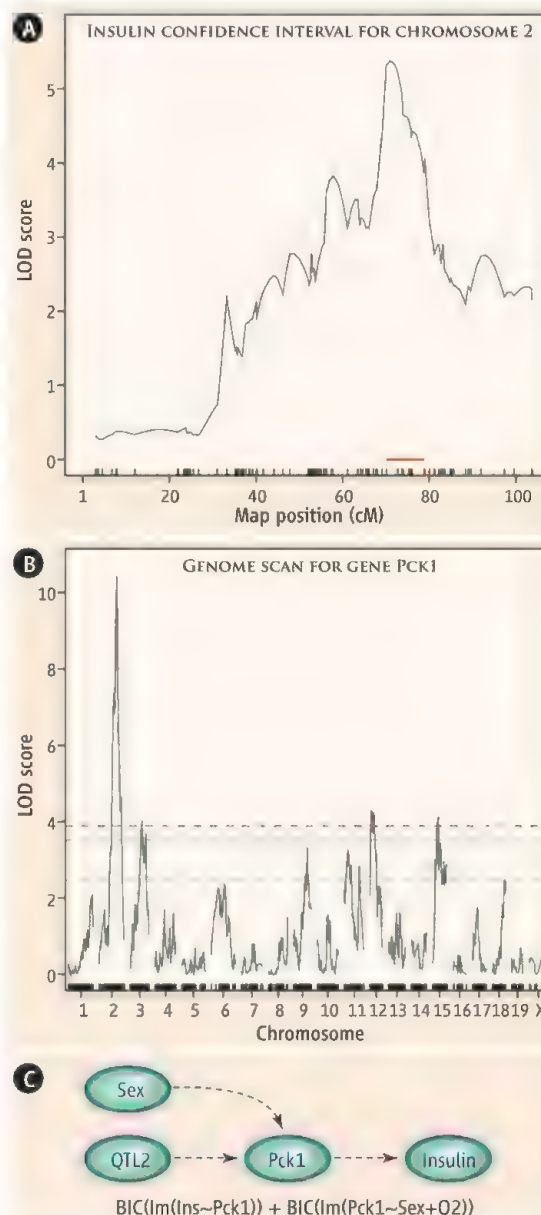 A
INSULIN CONFIDENCE INTERVAL FOR CHROMOSOME 2
5
4
3
2
1
0
LOD score
1 20 40 60 80 100
Map position (cM)
B
GENOME SCAN FOR GENE PCK1
10
8
6
4
2
0
LOD score
1 2 3 4 5 6 7 8 9 10 11 12 13 14 15 16 17 18 19 X
Chromosome
C
Sex
QTL2 Pck1 Insulin
BIC(lm(Ins~Pck1)) + BIC(lm(Pck1~Sex+Q2))